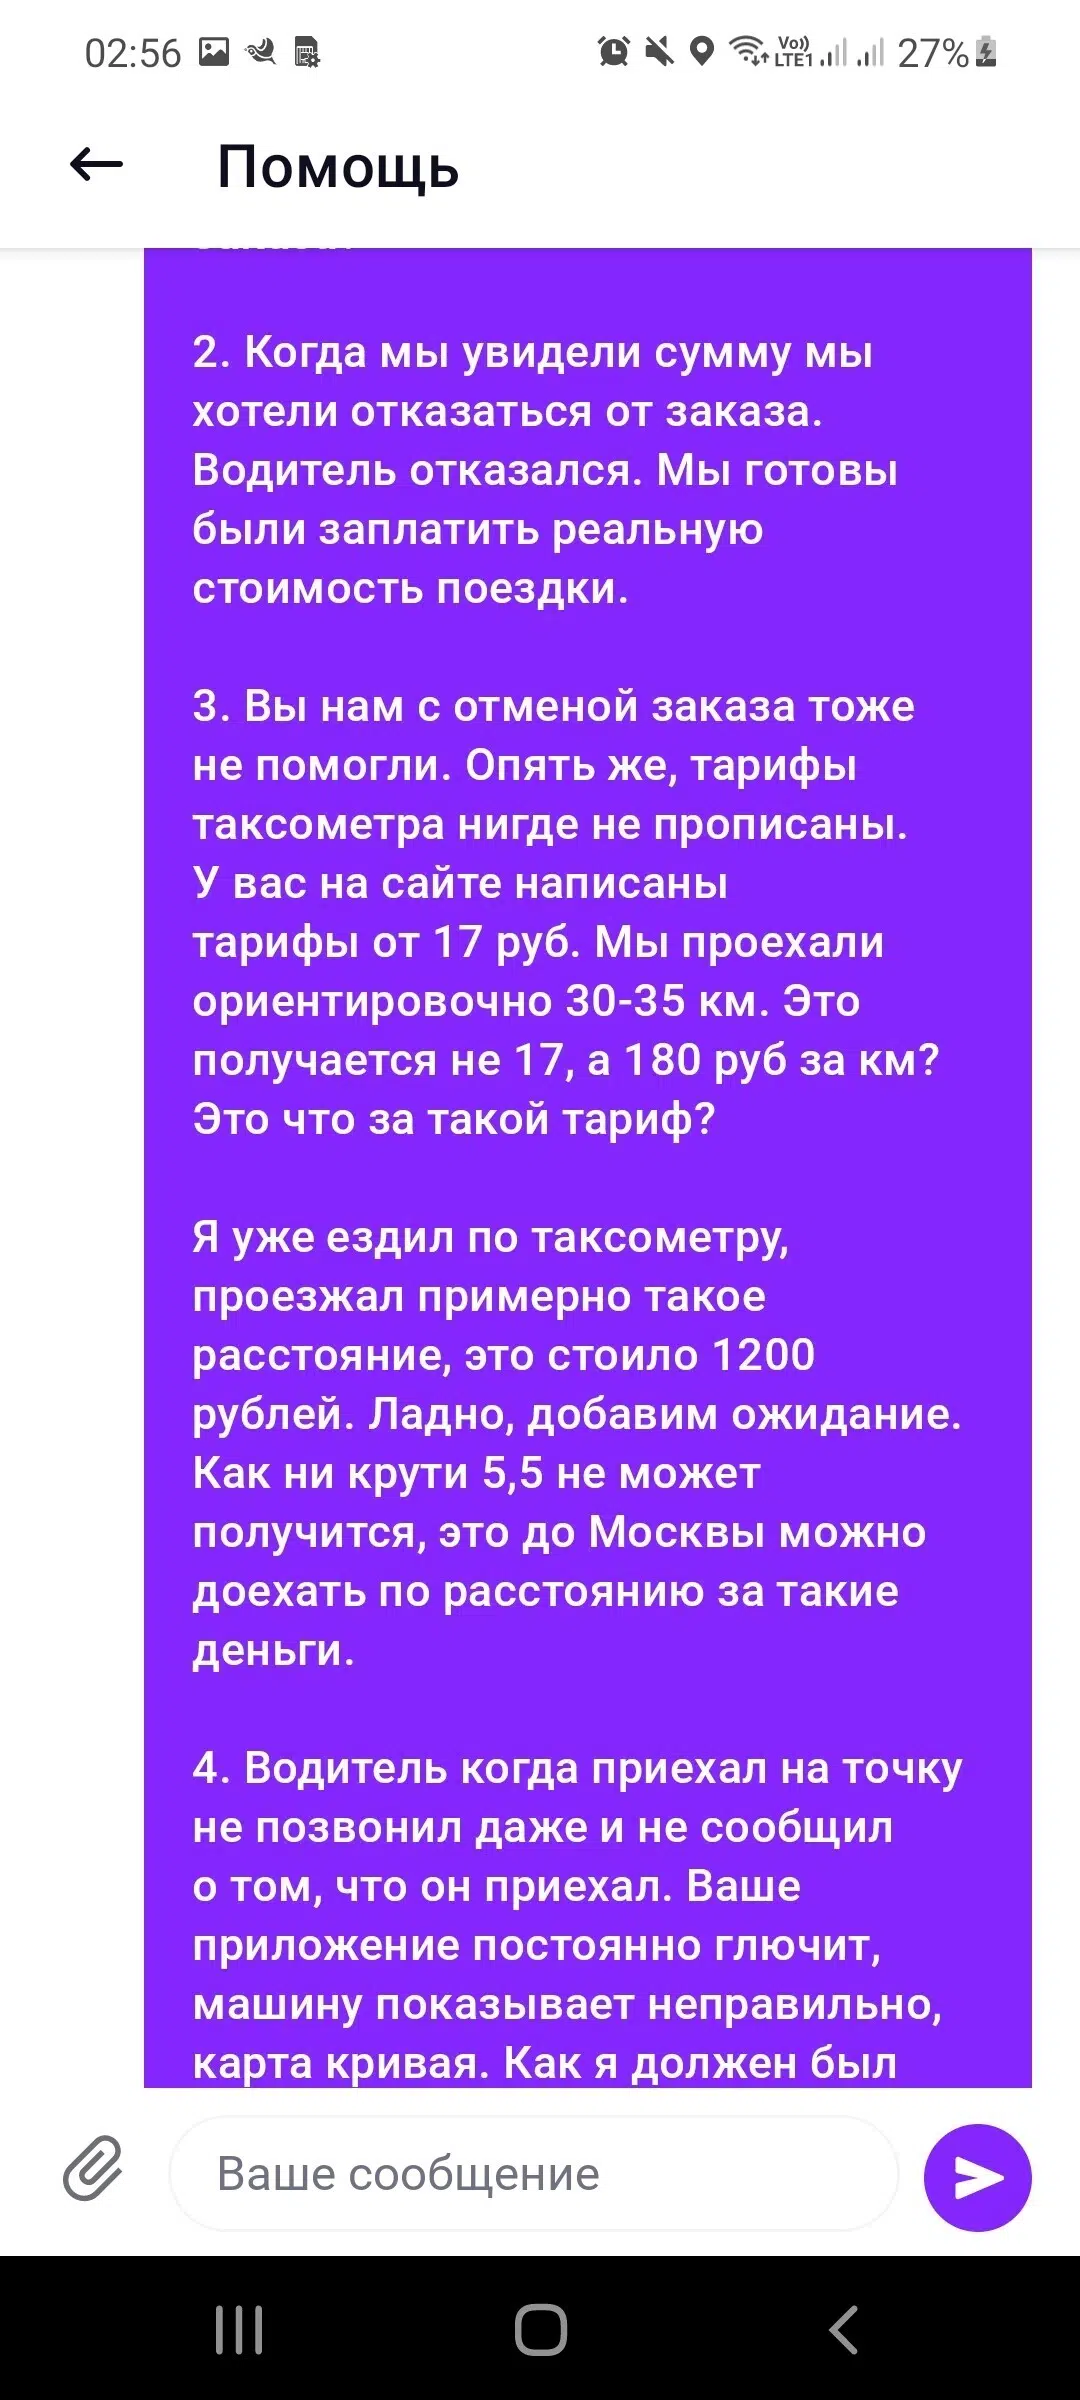 02:56
Vo))
LTE1
27%
Помощь
2. Когда мы увидели сумму мы
хотели отказаться от заказа.
Водитель отказался. Мы готовы
были заплатить реальную
стоимость поездки.
3. Вы нам с отменой заказа тоже
не помогли. Опять же, тарифы
таксометра нигде не прописаны.
У вас на сайте написаны
тарифы от 17 руб. Мы проехали
ориентировочно 30-35 км. Это
получается не 17, а 180 руб за км?
Это что за такой тариф?
Я уже ездил по таксометру,
проезжал примерно такое
расстояние, это стоило 1200
рублей. Ладно, добавим ожидание.
Как ни крути 5,5 не может
получится, это до Москвы можно
доехать по расстоянию за такие
деньги.
4. Водитель когда приехал на точку
не позвонил даже и не сообщил
о том, что он приехал. Ваше
приложение постоянно глючит,
машину показывает неправильно,
карта кривая. Как я должен был
Ваше сообщение